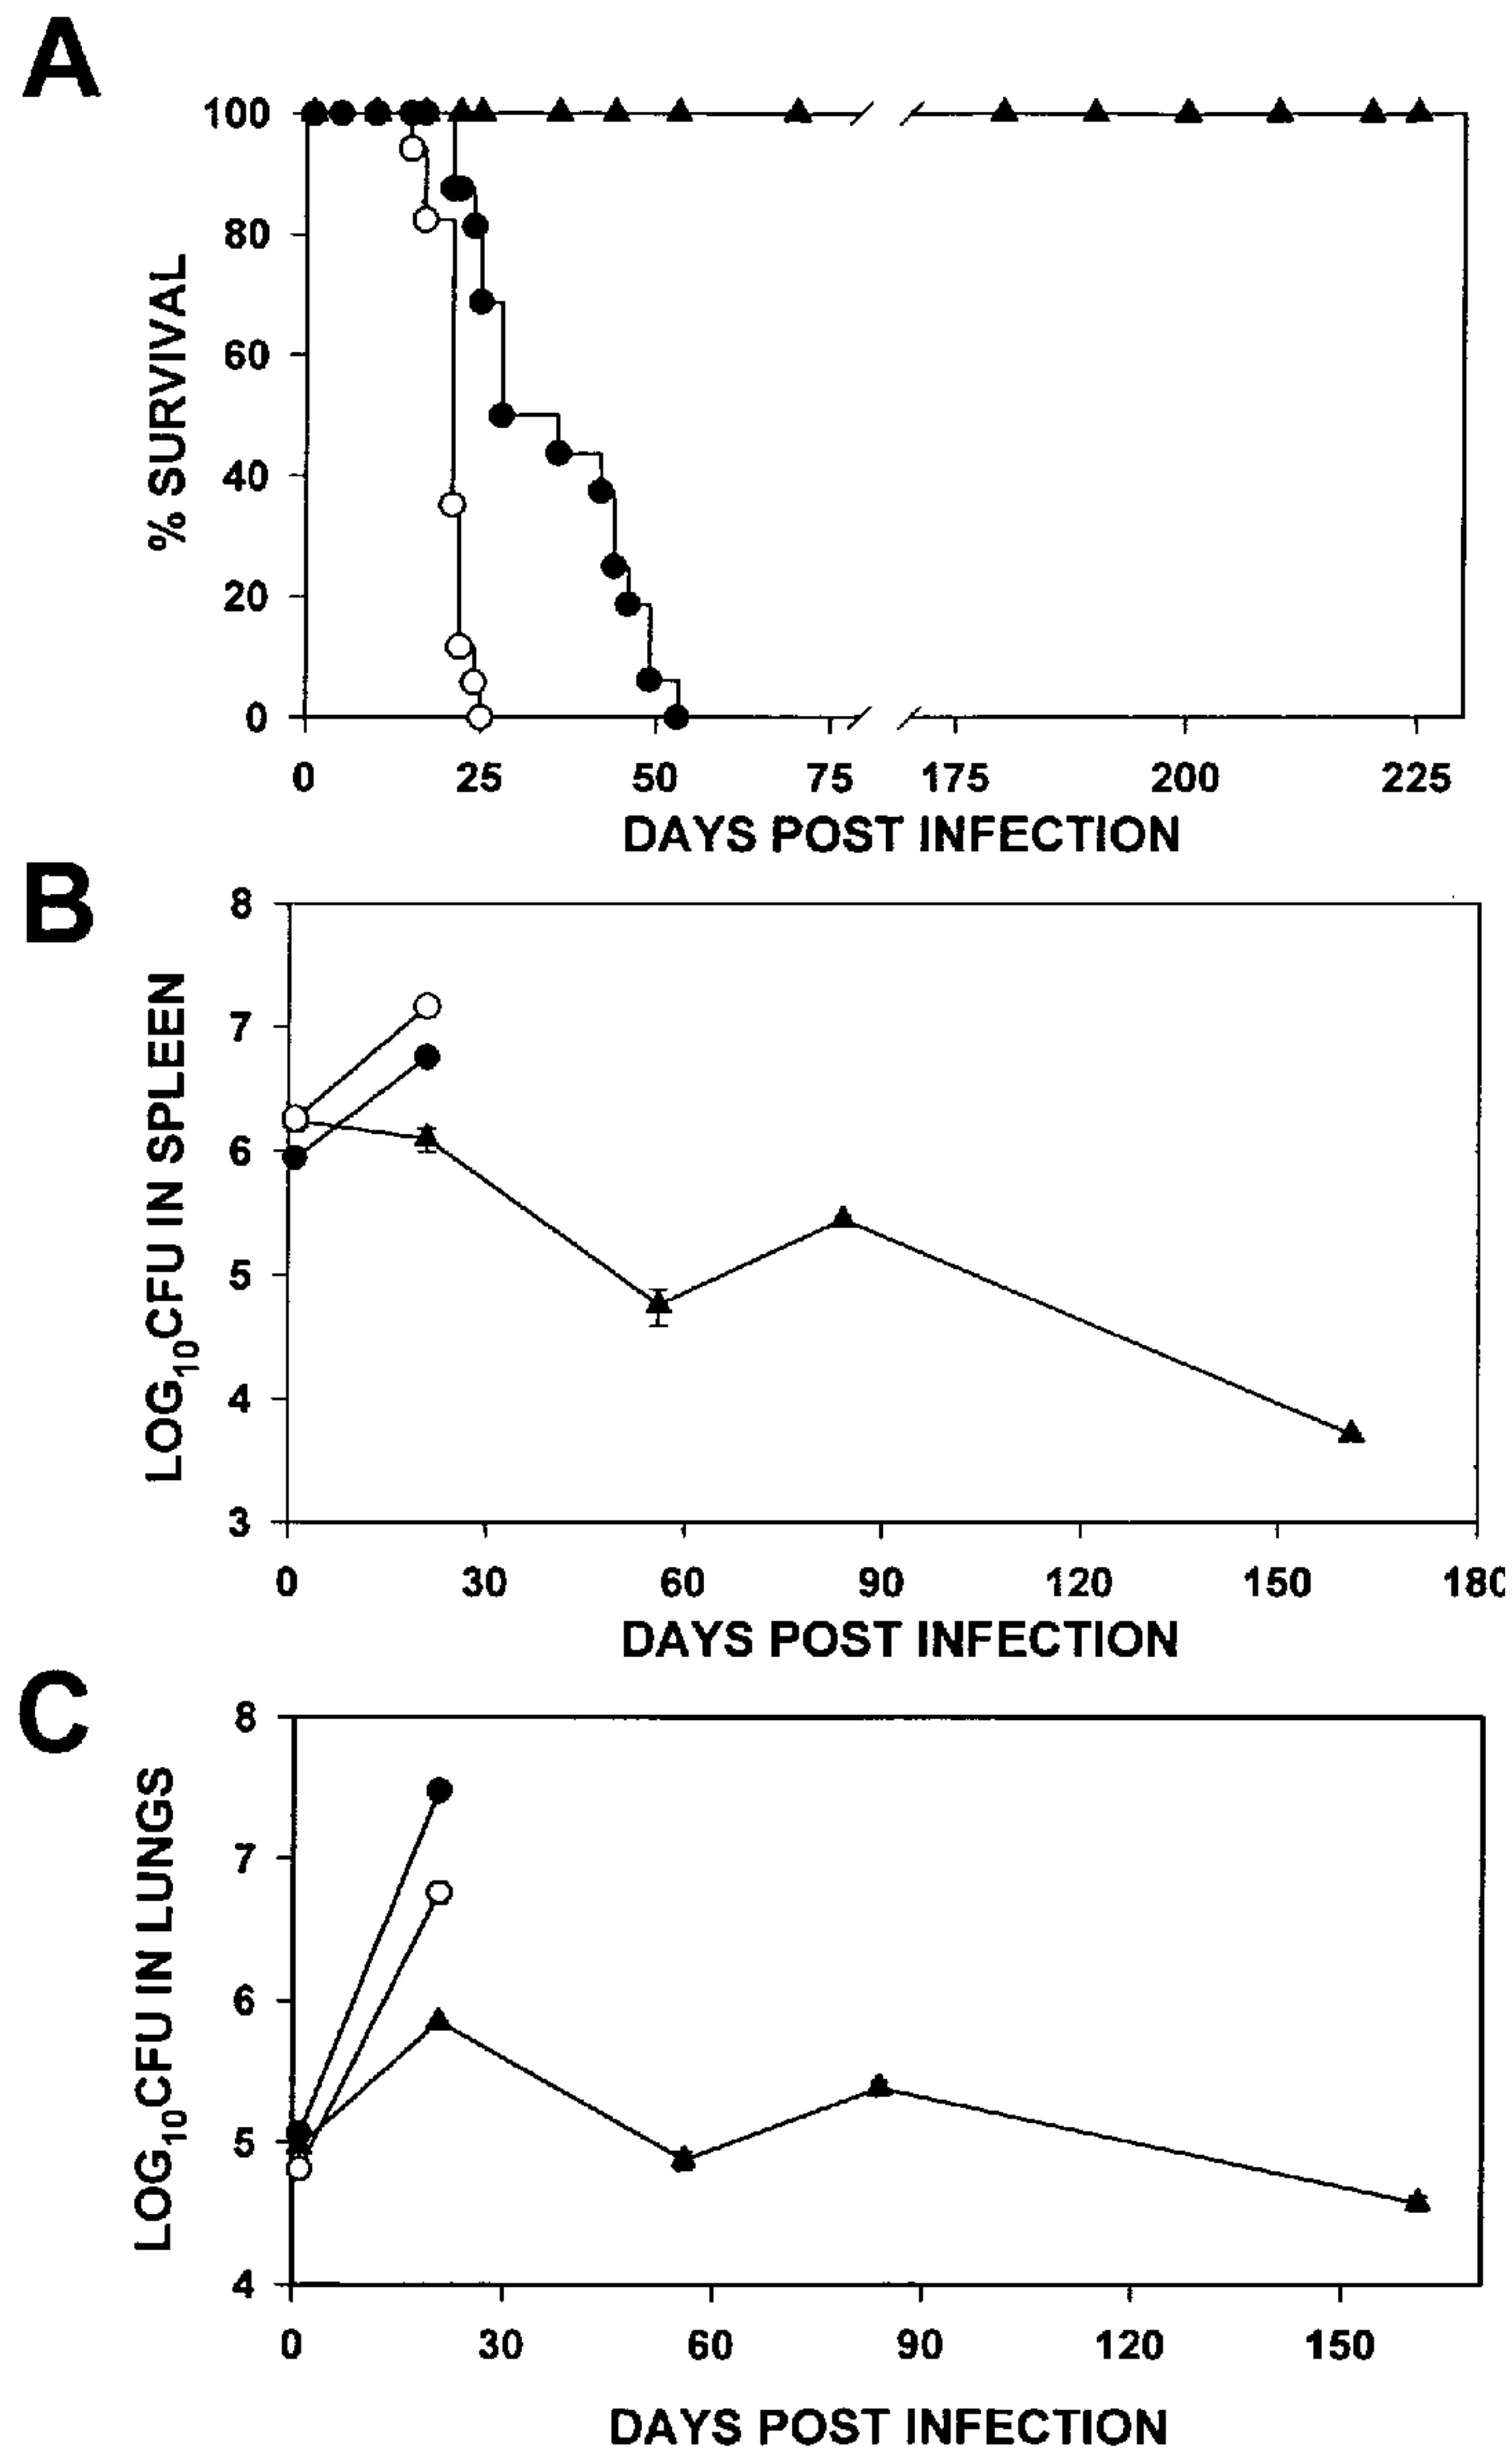 A
% SURVIVAL
100
80
60
40
20
0
0 25 50 75 175 200 225
DAYS POST INFECTION
B
LOG10CFU IN SPLEEN
8
7
6
5
4
3
0 30 60 90 120 150 180
DAYS POST INFECTION
C
LOG10CFU IN LUNGS
8
7
6
5
4
0 30 60 90 120 150
DAYS POST INFECTION